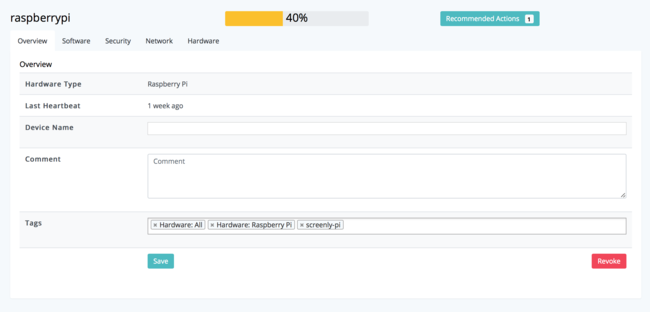 raspberrypi 40% Recommended Actions 1
Overview Software Security Network Hardware
Overview
Hardware Type Raspberry Pi
Last Heartbeat 1 week ago
Device Name
Comment Comment
Tags × Hardware: All × Hardware: Raspberry Pi × screenly-pi
Save Revoke